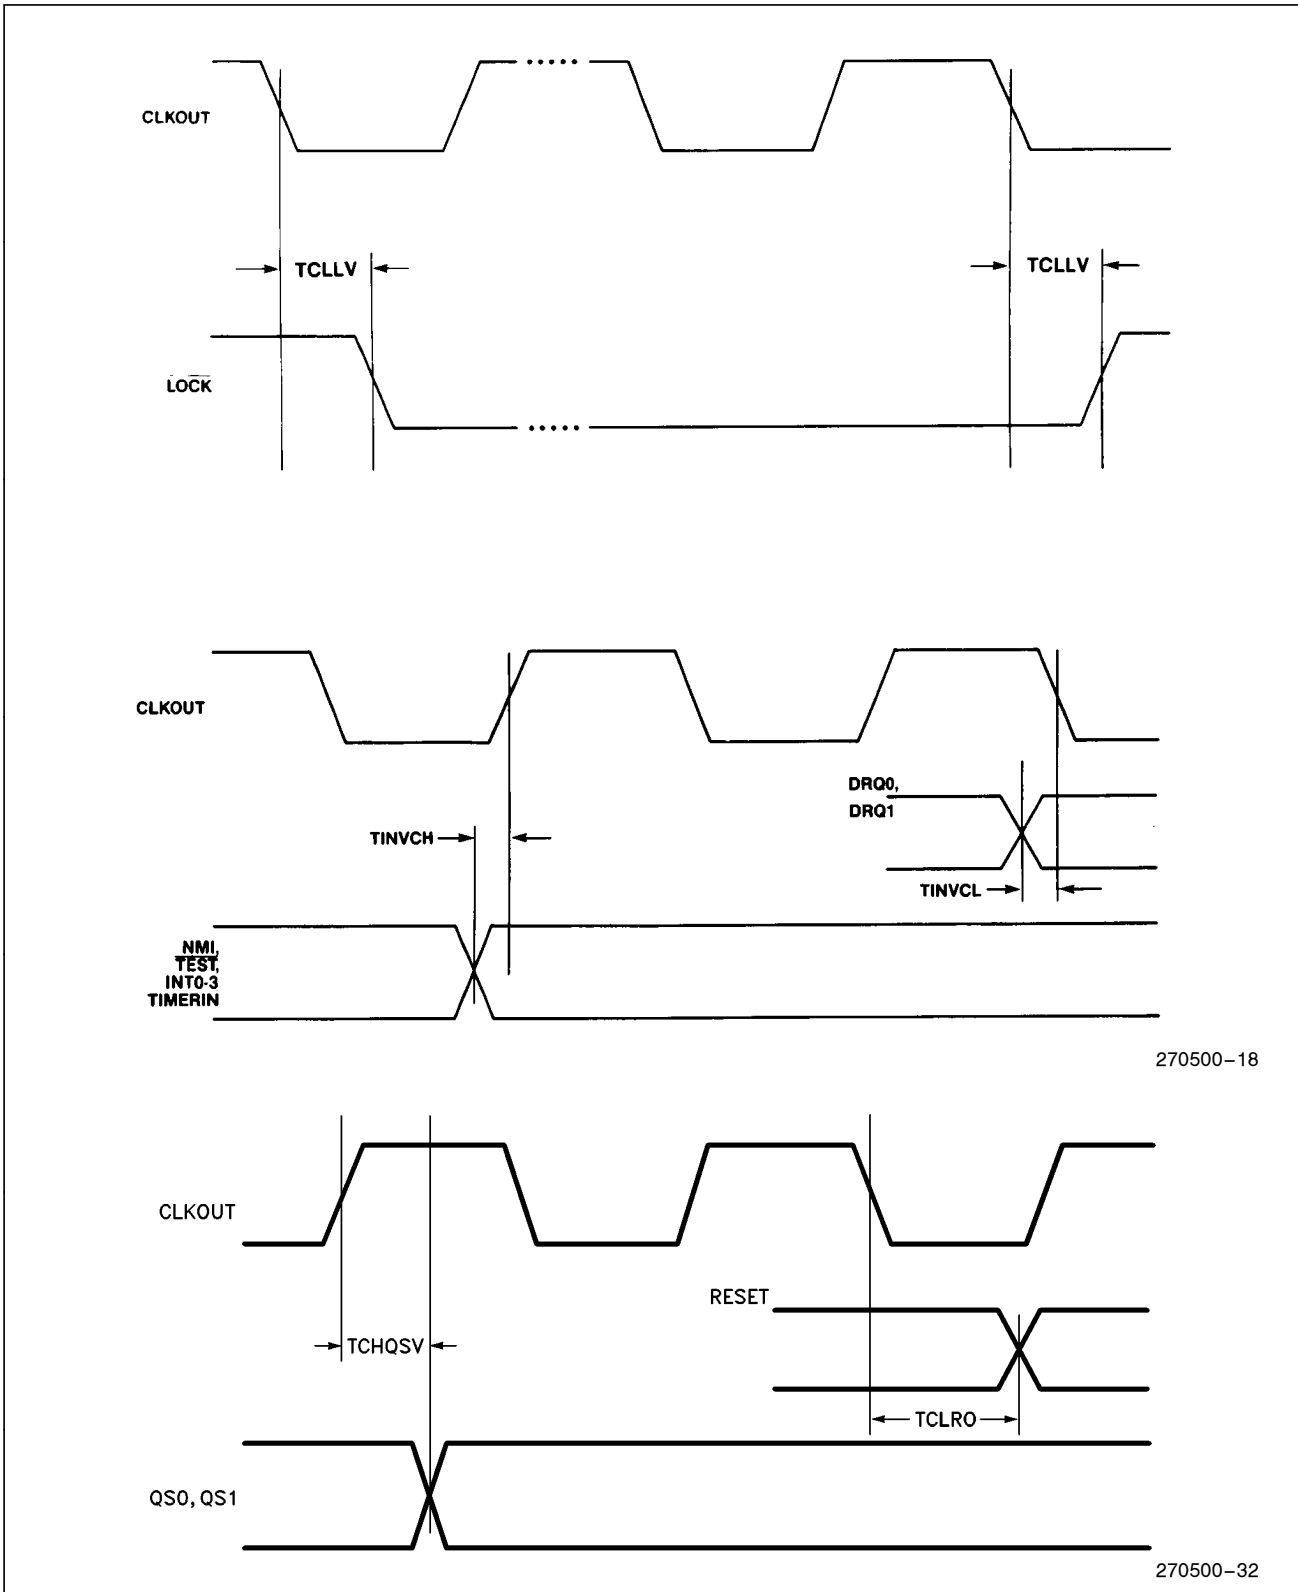 CLKOUT
TCLLV TCLLV
LOCK
CLKOUT
DRQ0,
DRQ1
TINVCH
TINVCL
NMI,
TEST,
INT0-3
TIMERIN
270500–18
CLKOUT
RESET
TCHQSV
TCLRO
QS0, QS1
270500–32